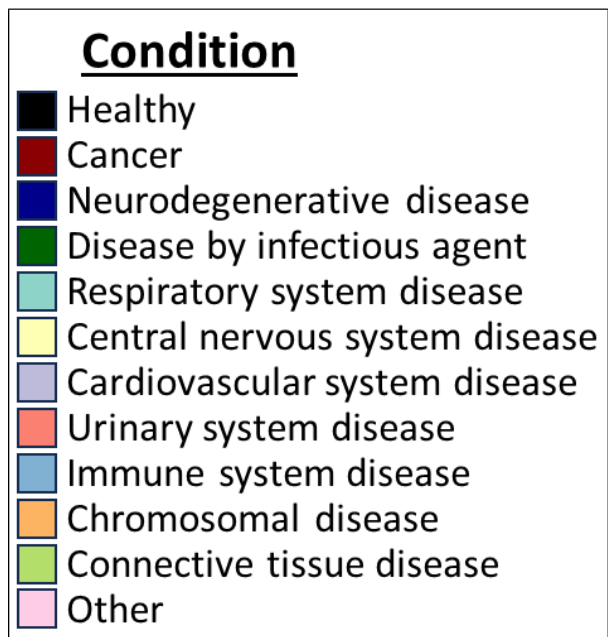 Condition
Healthy
Cancer
Neurodegenerative disease
Disease by infectious agent
Respiratory system disease
Central nervous system disease
Cardiovascular system disease
Urinary system disease
Immune system disease
Chromosomal disease
Connective tissue disease
Other